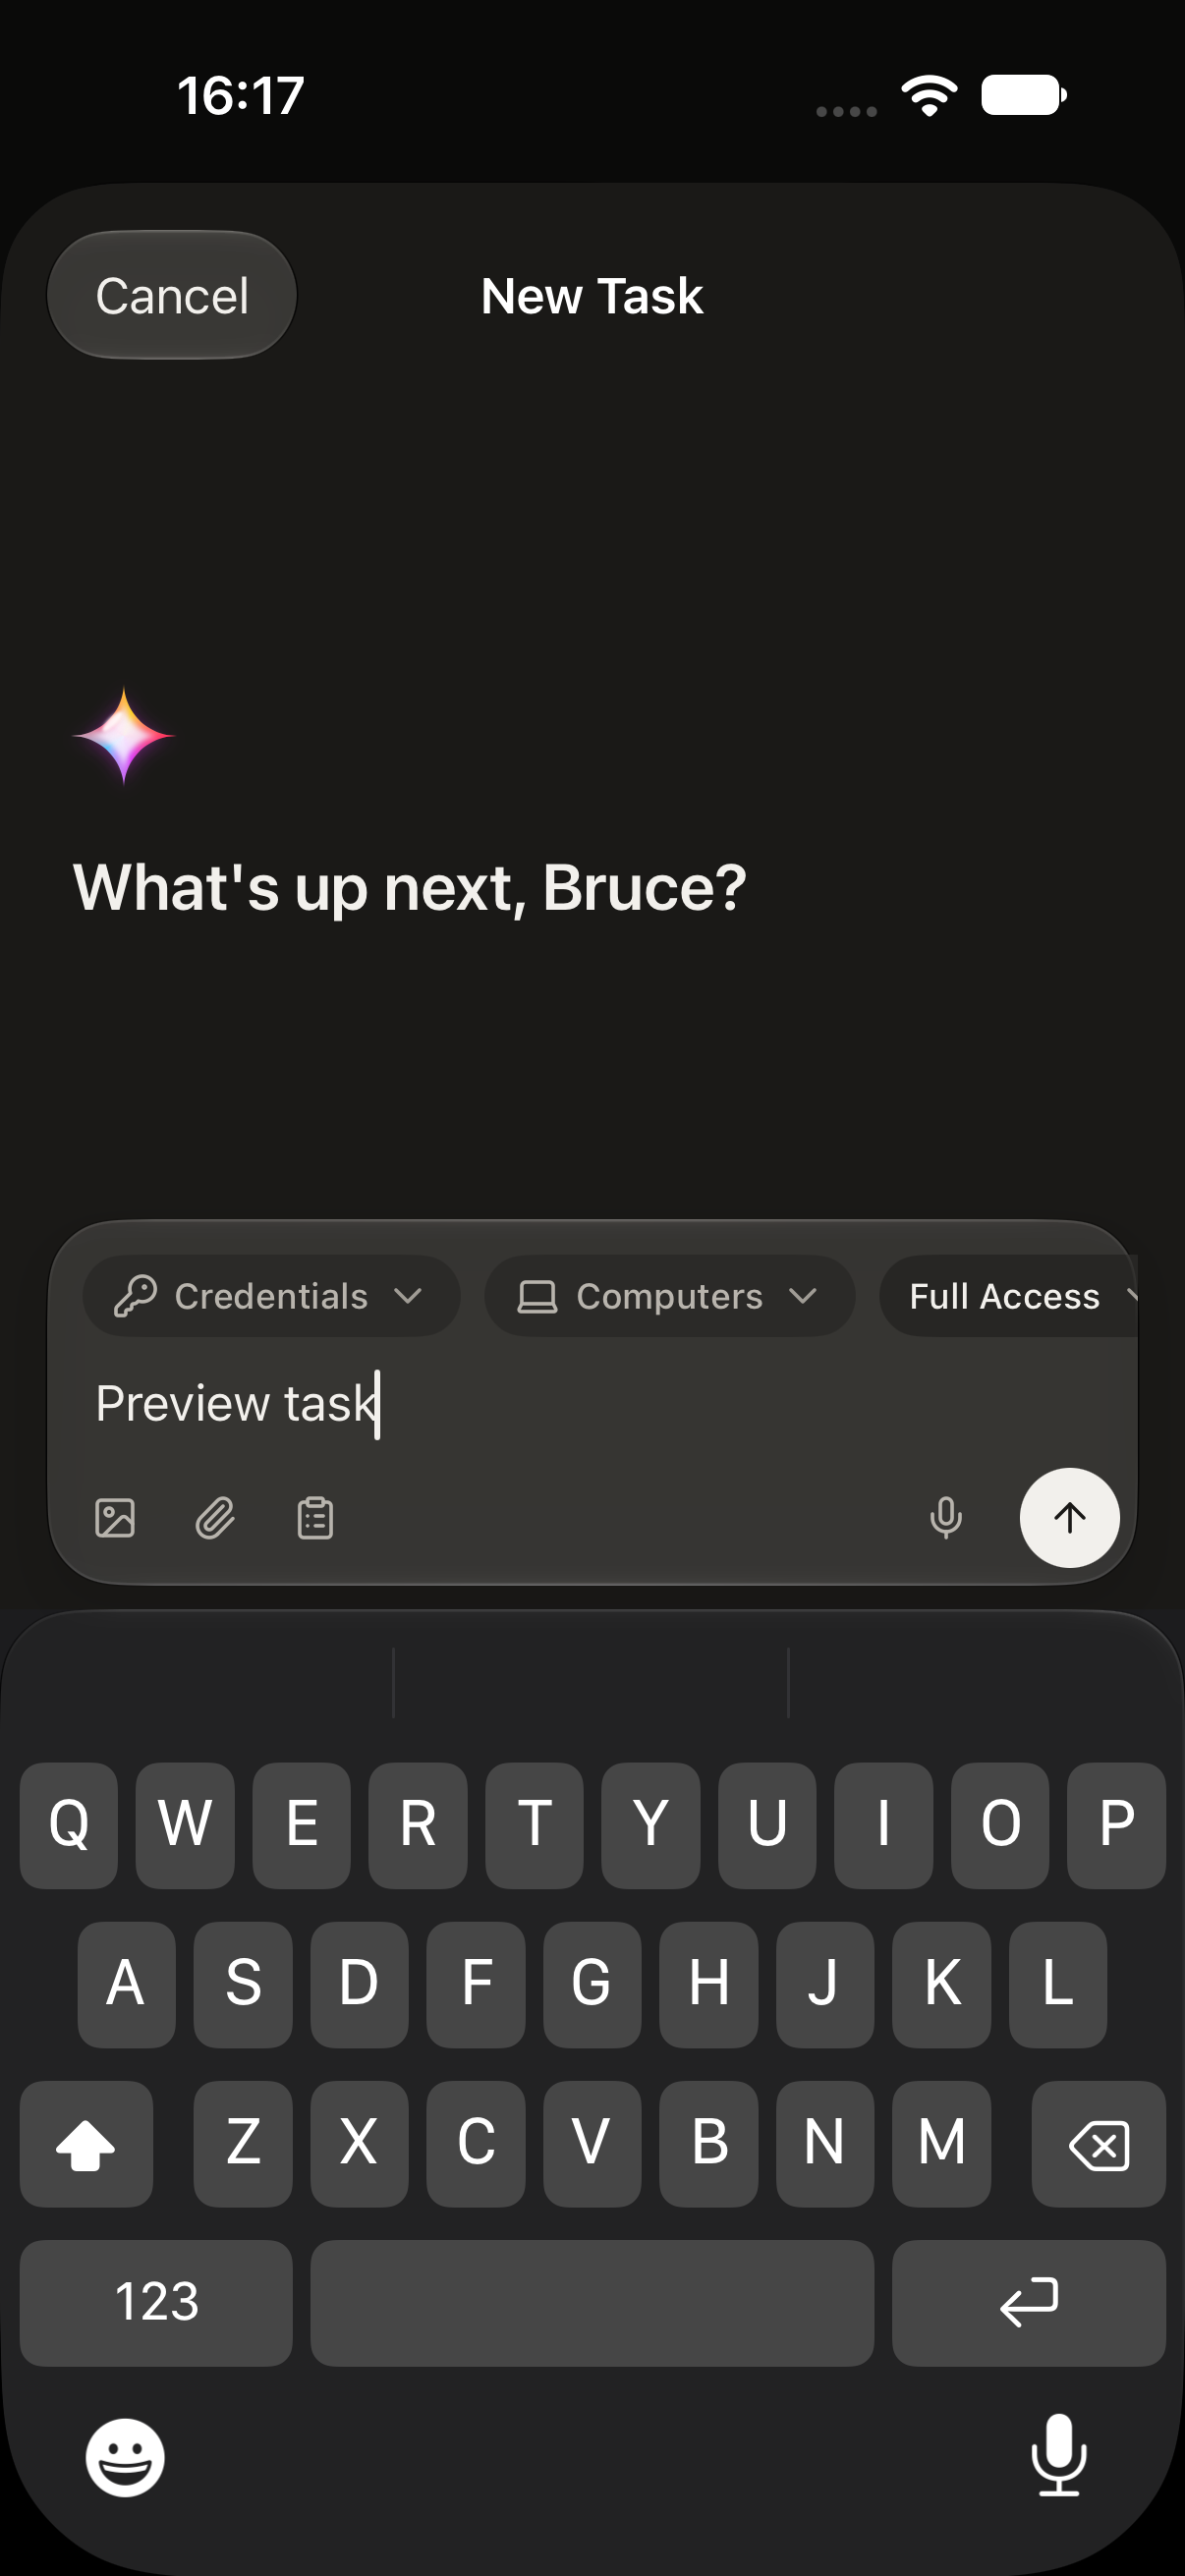 16:17
Cancel
New Task
What's up next, Bruce?
Credentials
Computers
Full Access
Preview task
Q W E R T Y U I O P
A S D F G H J K L
Z X C V B N M
123